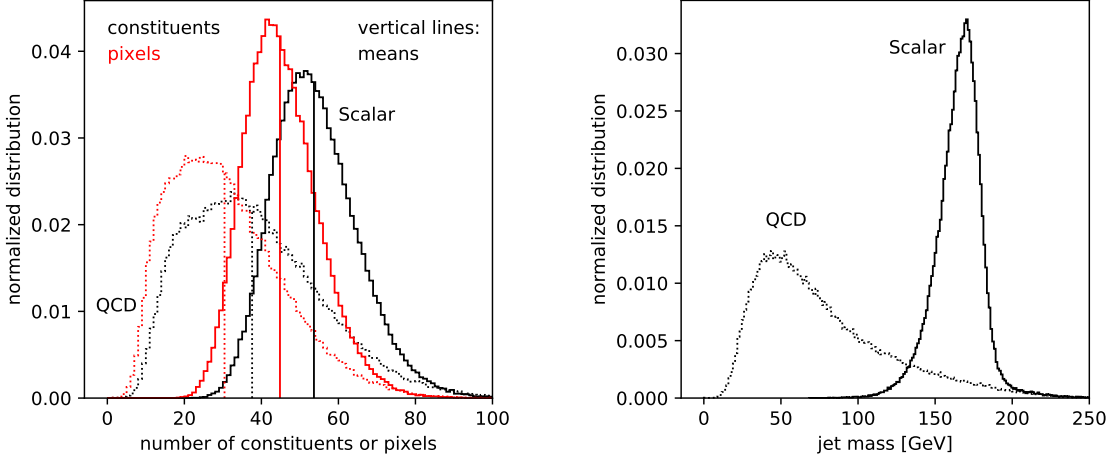 constituents
pixels
vertical lines:
means
Scalar
QCD
0.04
0.03
0.02
0.01
0.00
0
20
40
60
80
100
number of constituents or pixels
normalized distribution
Scalar
QCD
0.030
0.025
0.020
0.015
0.010
0.005
0.000
0
50
100
150
200
250
jet mass [GeV]
normalized distribution